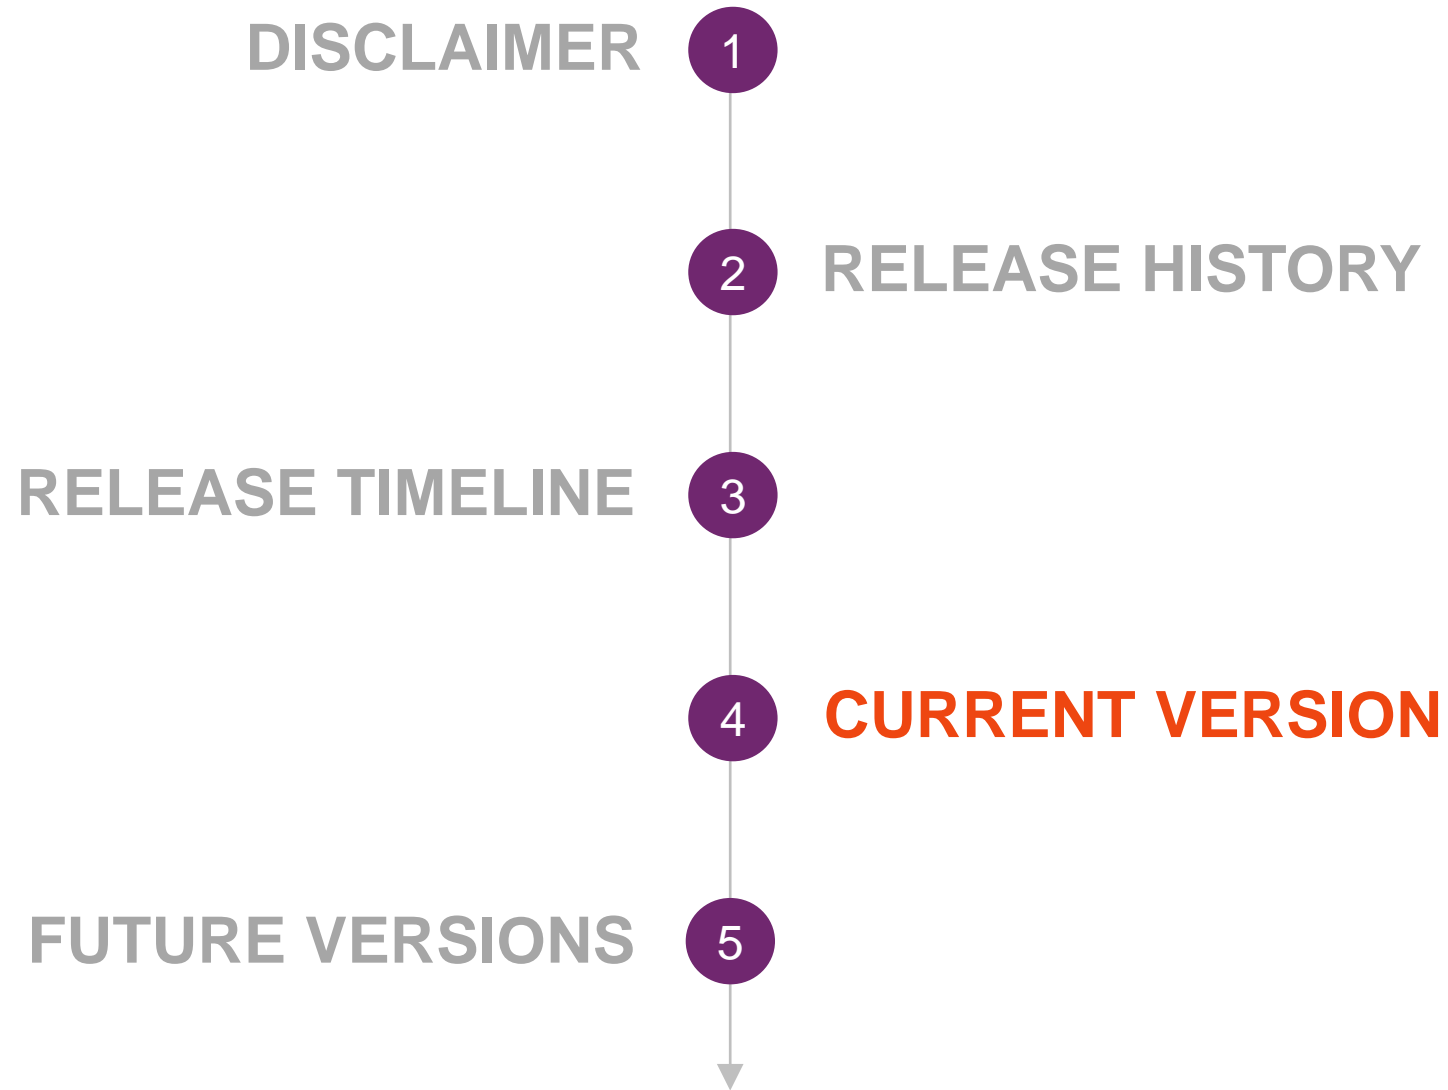 DISCLAIMER 1
2 RELEASE HISTORY
RELEASE TIMELINE 3
4 CURRENT VERSION
FUTURE VERSIONS 5